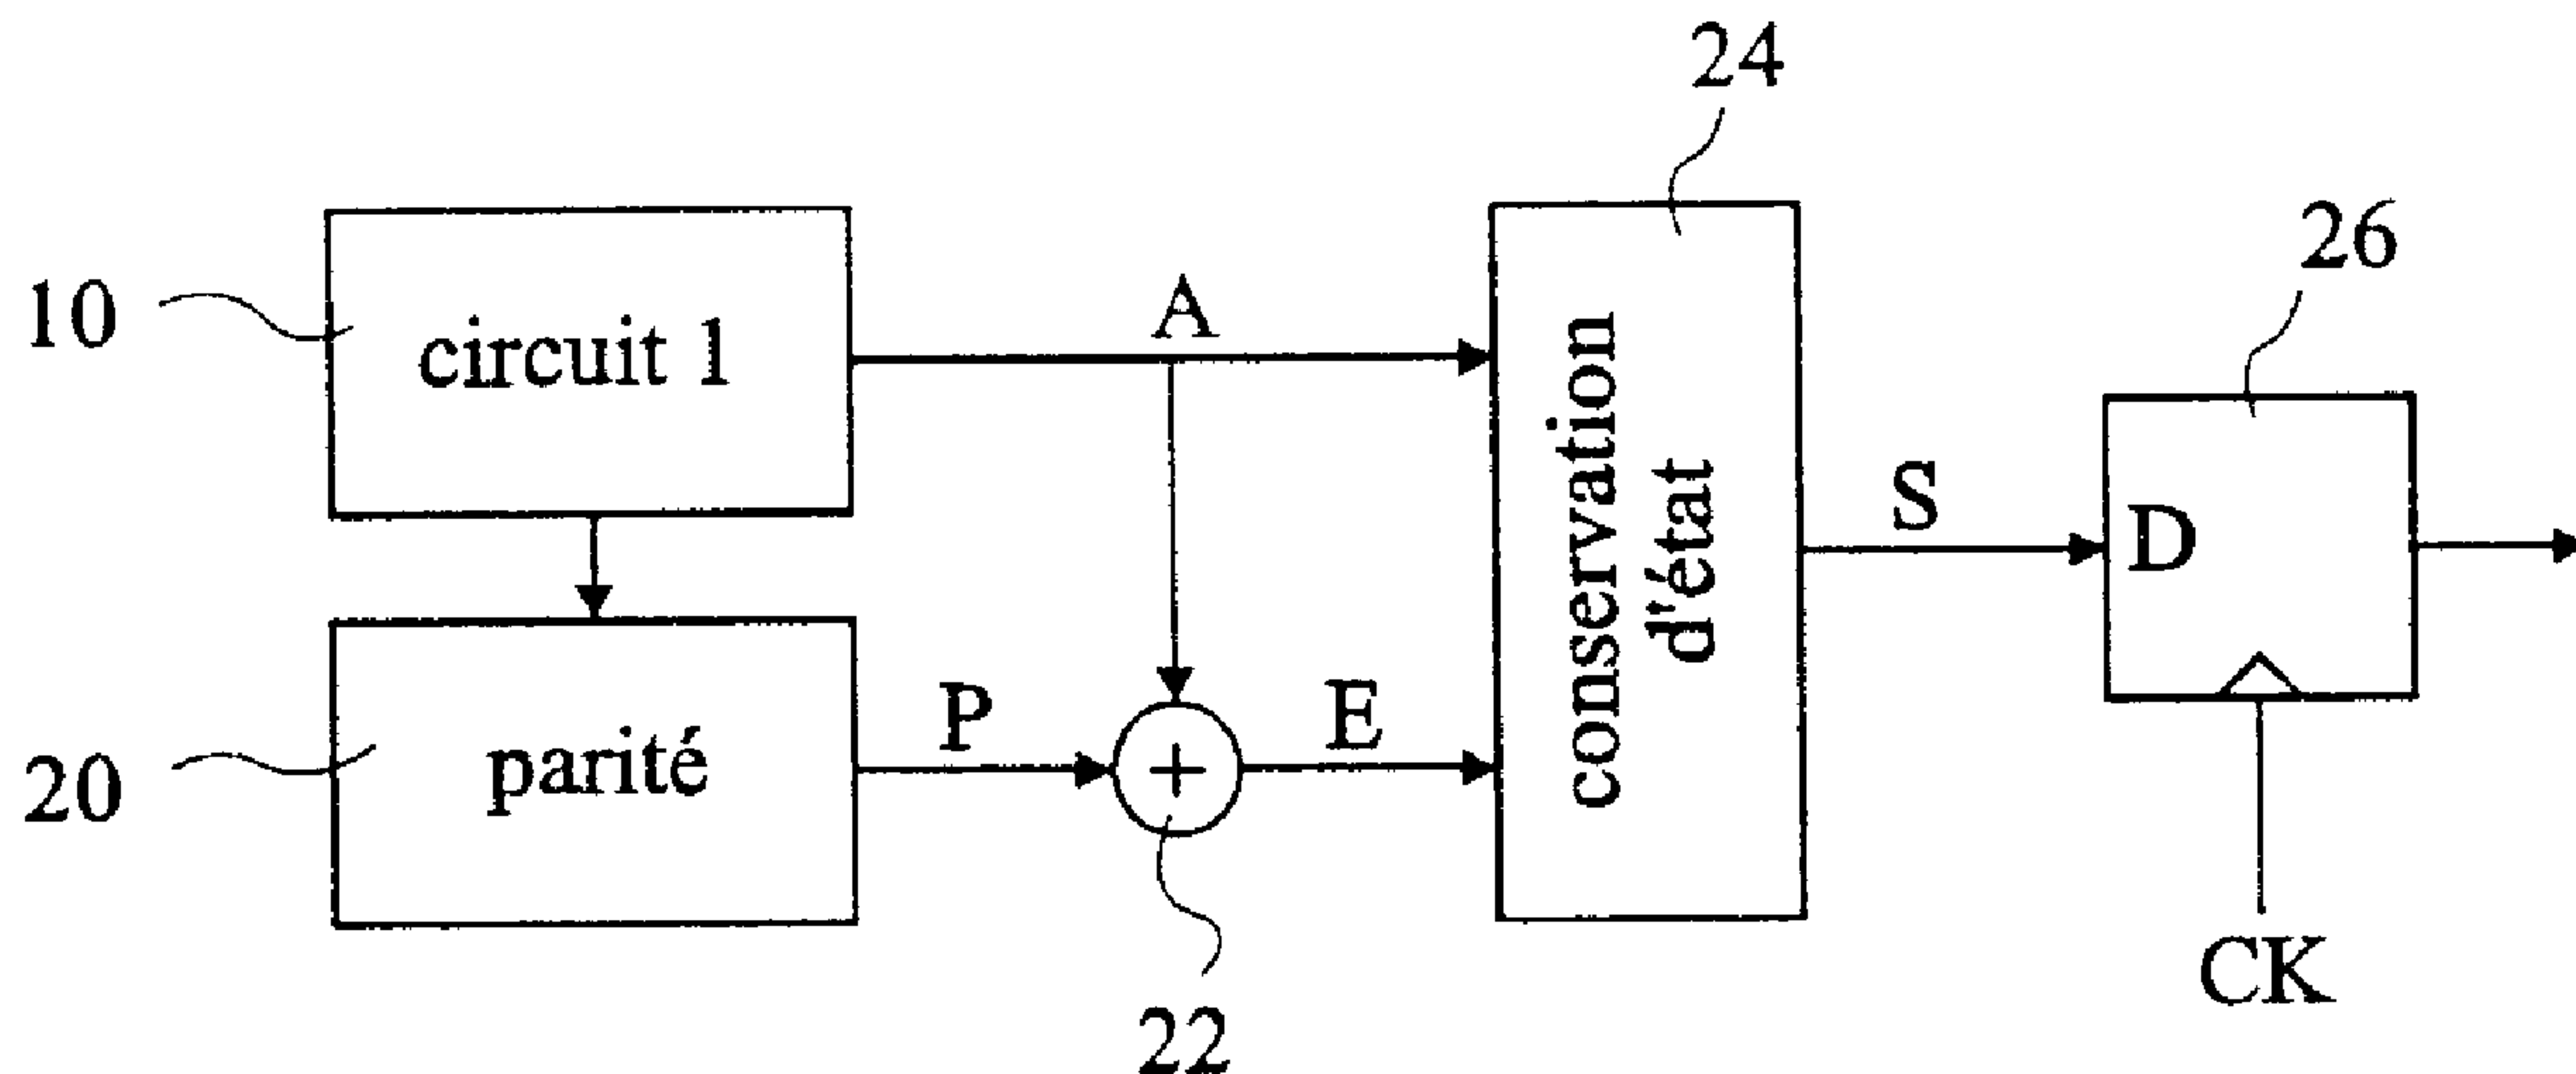 24
26
10
circuit 1
A
conservation
d'état
S
D
P
E
20
parité
CK
22